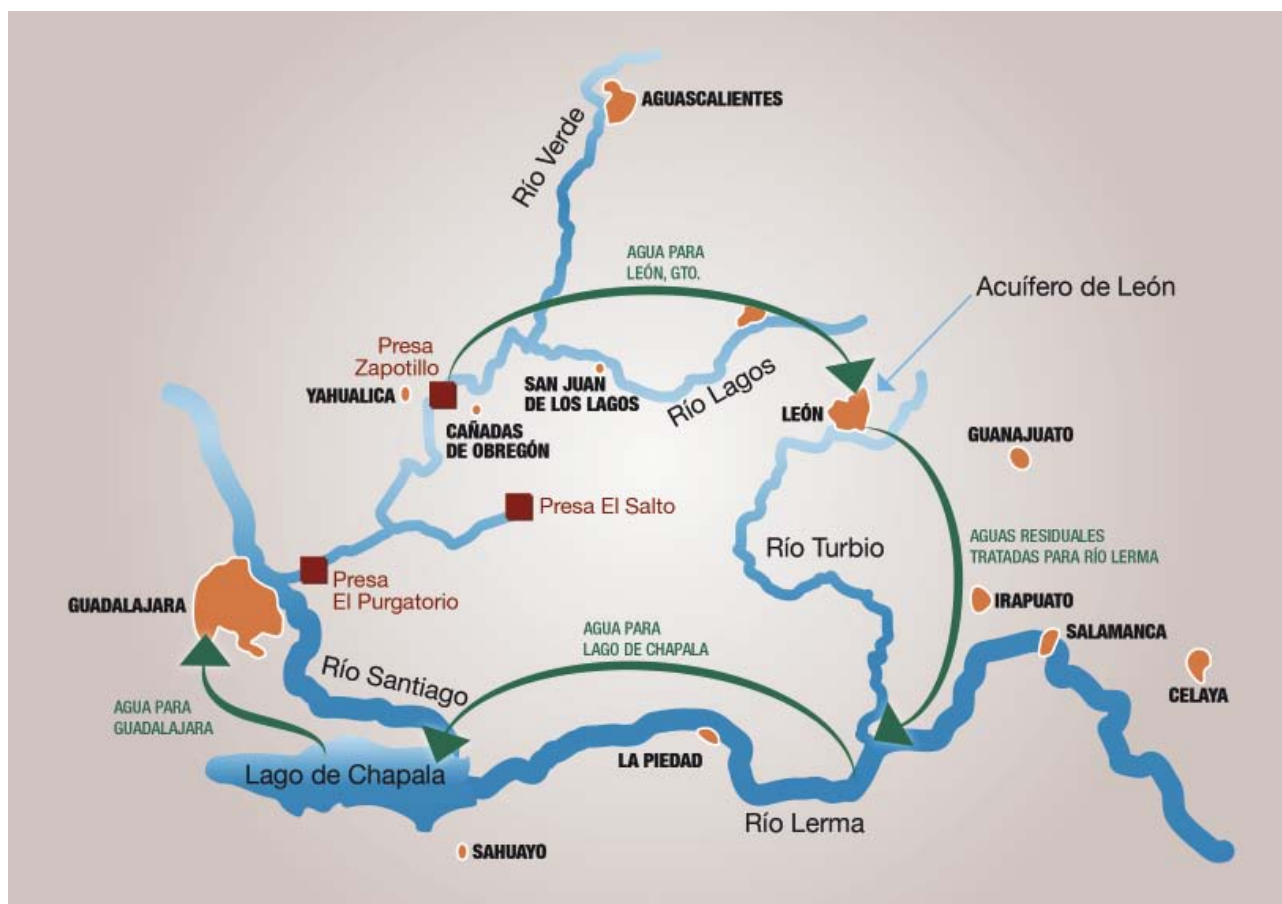 AGUASCALIENTES
Río Verde
AGUA PARA
LEÓN, GTO.
Acuífero de León
Presa
Zapotillo
YAHUALICA
SAN JUAN
DE LOS LAGOS
Río Lagos
CAÑADAS
DE OBREGÓN
LEÓN
GUANAJUATO
Presa El Salto
Río Turbio
AGUAS RESIDUALES
TRATADAS PARA RÍO LERMA
Presa
El Purgatorio
GUADALAJARA
IRAPUATO
SALAMANCA
AGUA PARA
LAGO DE CHAPALA
Río Santiago
CELAYA
AGUA PARA
GUADALAJARA
LA PIEDAD
Lago de Chapala
Río Lerma
SAHUAYO